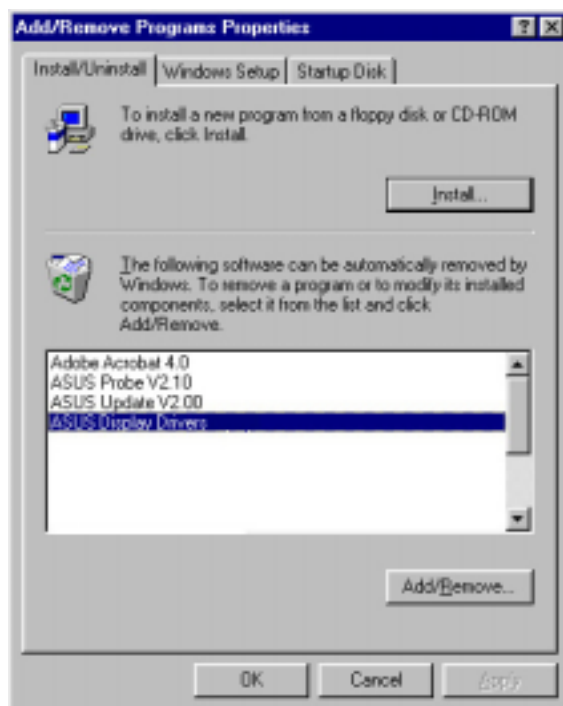 Add/Remove Programs Properties
Install/Uninstall
Windows Setup
Startup Disk
To install a new program from a floppy disk or CD-ROM
drive, click Install.
Install...
The following software can be automatically removed by
Windows. To remove a program or to modify its installed
components, select it from the list and click
Add/Remove.
Adobe Acrobat 4.0
ASUS Probe V2.10
ASUS Update V2.00
ASUS Display Drivers
Add/Remove...
OK
Cancel
Apply